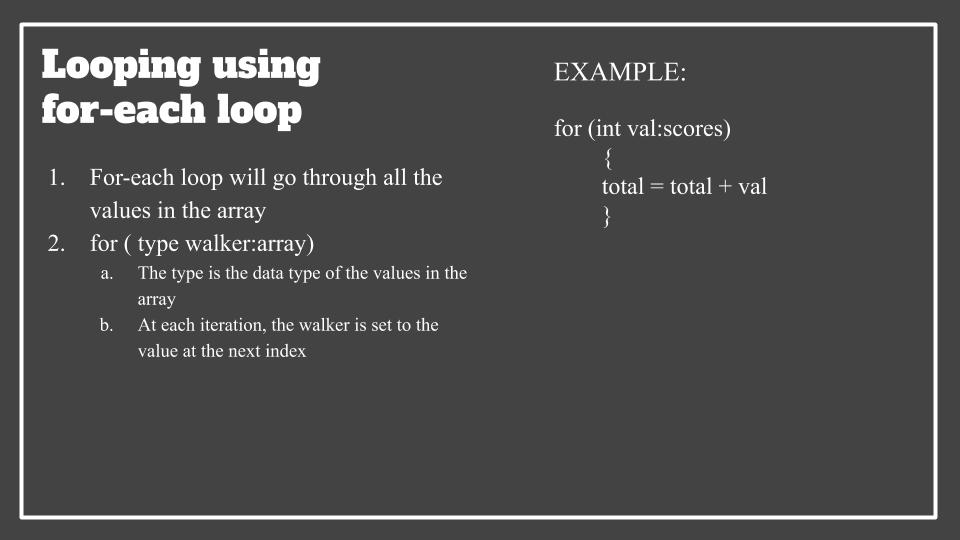 Looping using
for-each loop
1. For-each loop will go through all the
values in the array
2. for ( type walker:array)
a. The type is the data type of the values in the
array
b. At each iteration, the walker is set to the
value at the next index
EXAMPLE:
for (int val:scores)
{
total = total + val
}